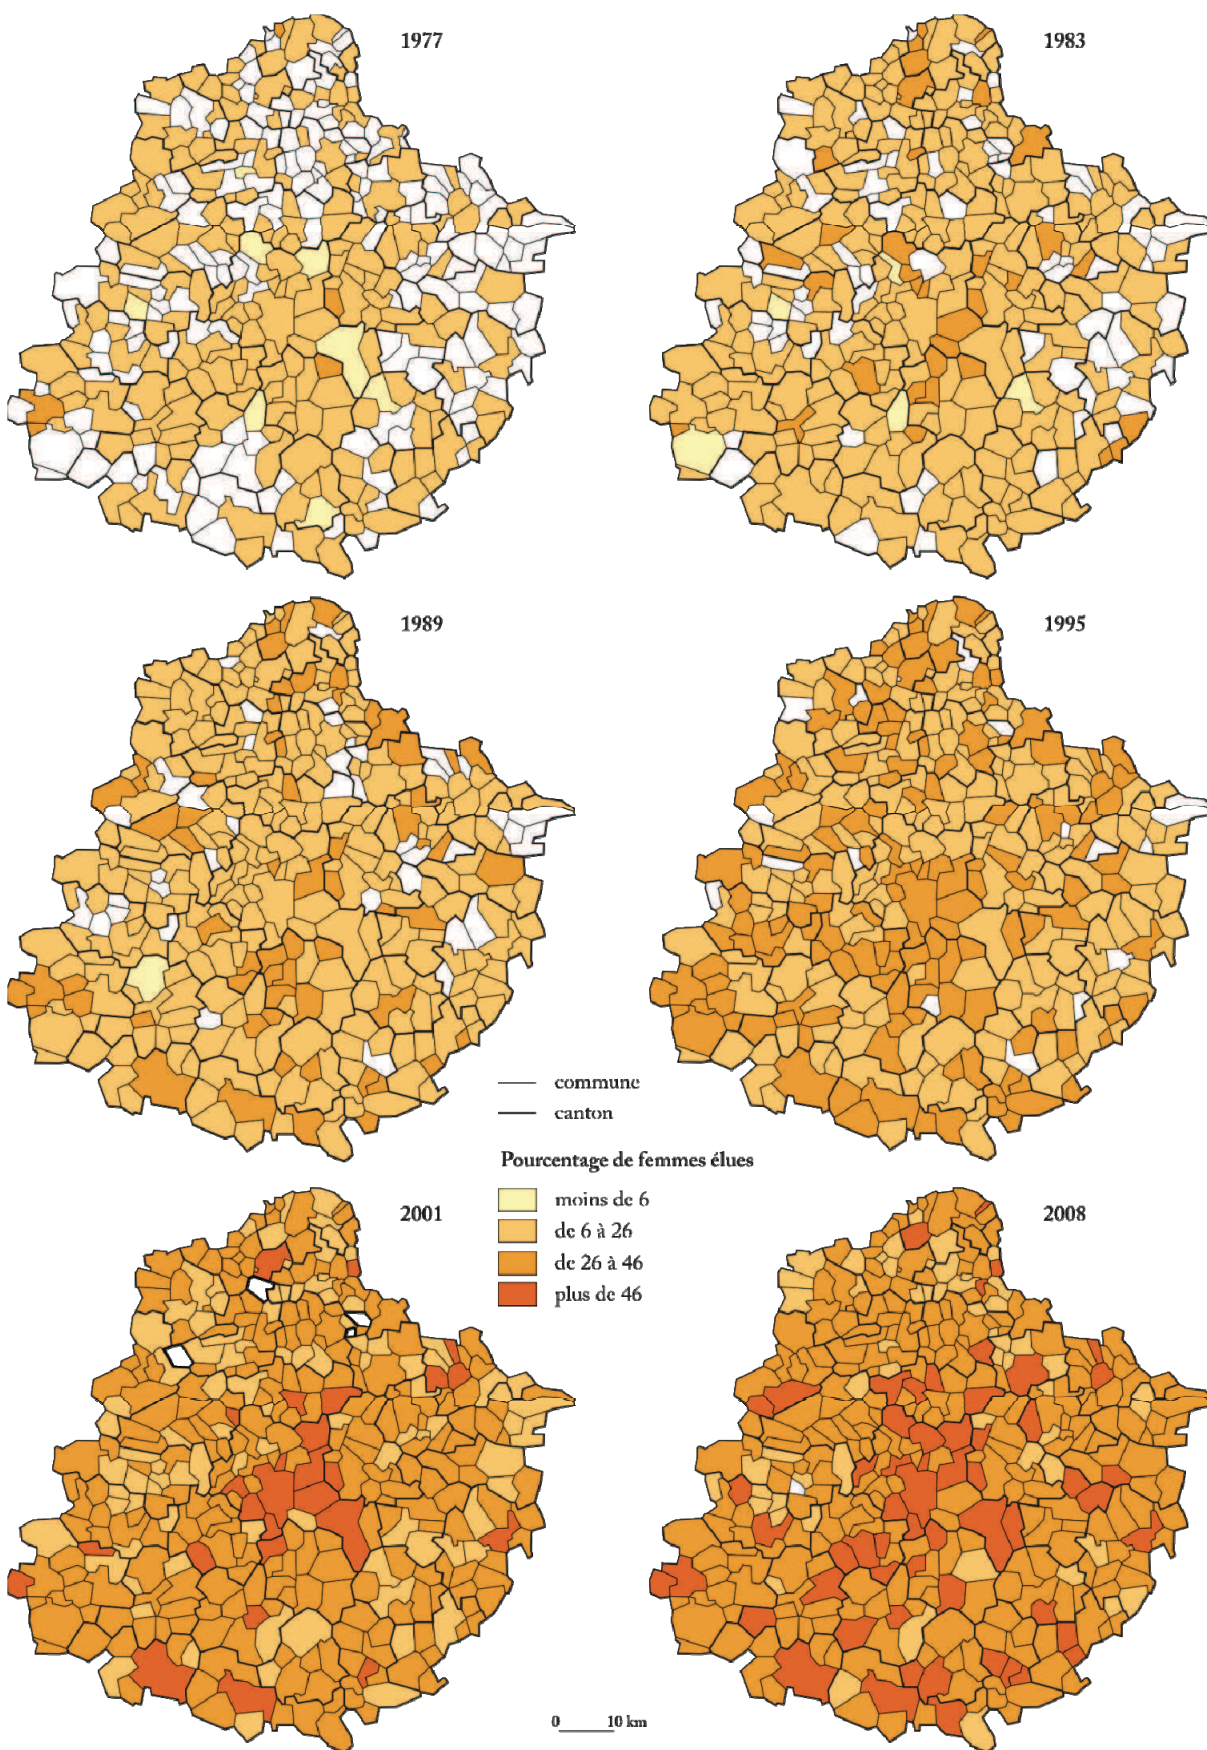 1977
1983
1989
1995
commune
canton
Pourcentage de femmes élues
moins de 6
de 6 à 26
de 26 à 46
plus de 46
2001
2008
0 10 km